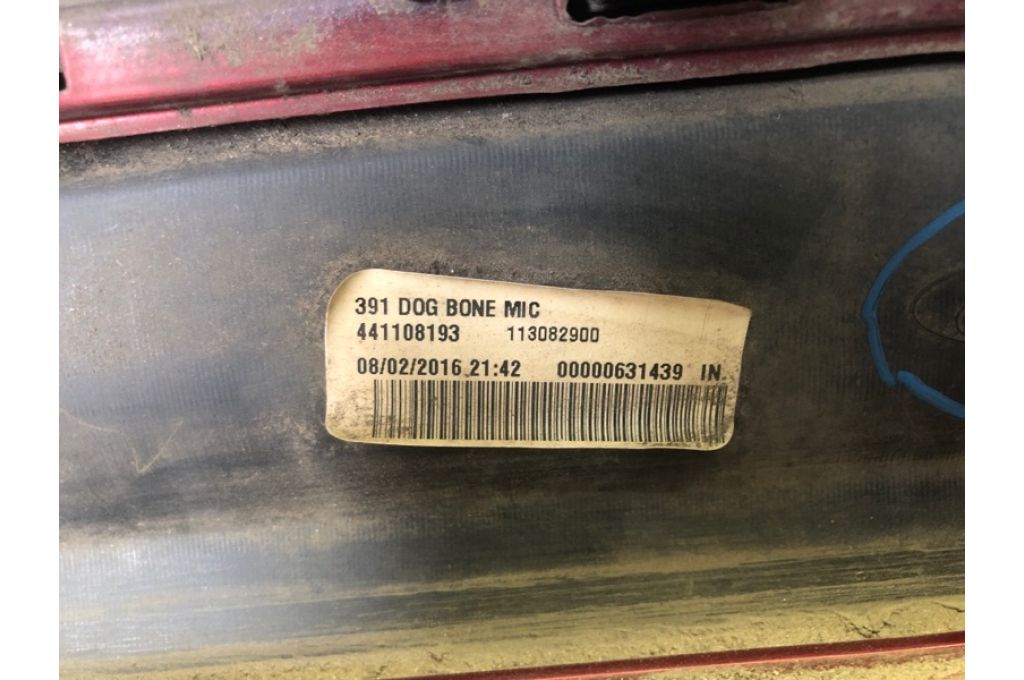 391 DOG BONE MIC
441108193 113082900
08/02/2016 21:42 00000631439 IN